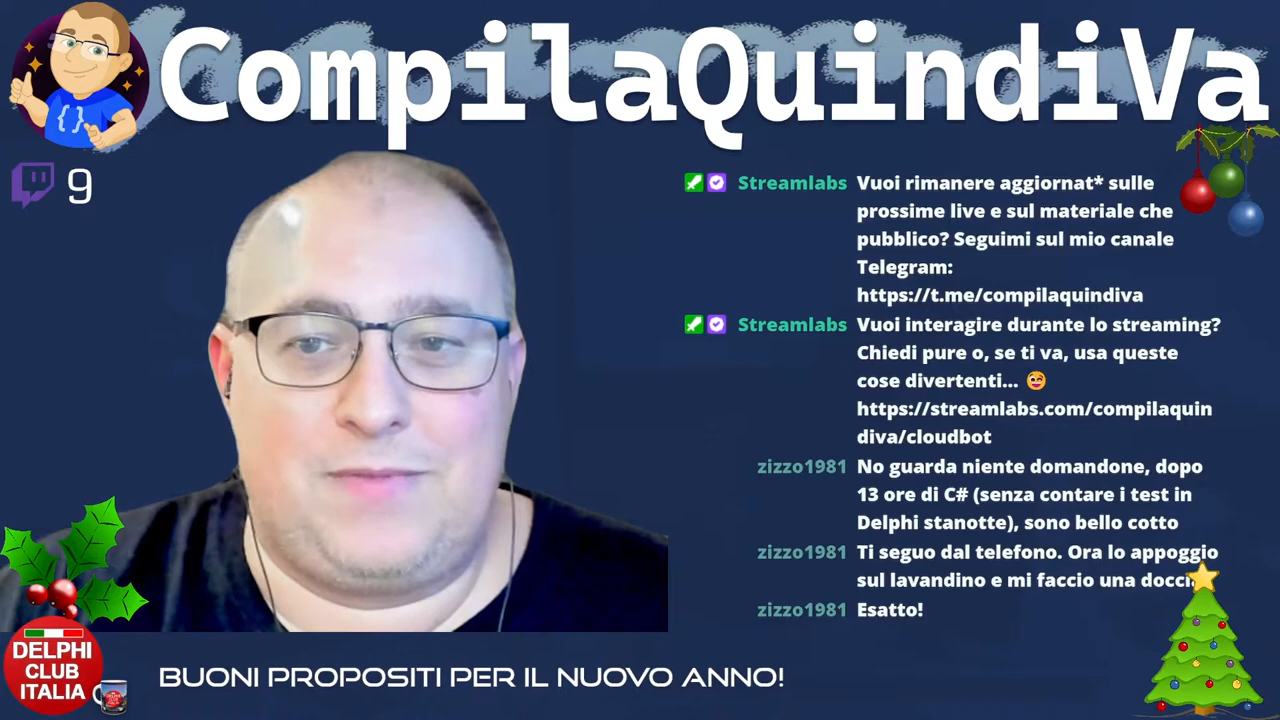 CompilaQuindiVa
{ }
9
Streamlabs Vuoi rimanere aggiornat* sulle
prossime live e sul materiale che
pubblico? Seguimi sul mio canale
Telegram:
https://t.me/compilaquindiva
Streamlabs Vuoi interagire durante lo streaming?
Chiedi pure o, se ti va, usa queste
cose divertenti...
https://streamlabs.com/compilaquin
diva/cloudbot
zizzo1981 No guarda niente domandone, dopo
13 ore di C# (senza contare i test in
Delphi stanotte), sono bello cotto
zizzo1981 Ti seguo dal telefono. Ora lo appoggio
sul lavandino e mi faccio una docci
zizzo1981 Esatto!
DELPHI
CLUB
ITALIA
BUONI PROPOSITI PER IL NUOVO ANNO!